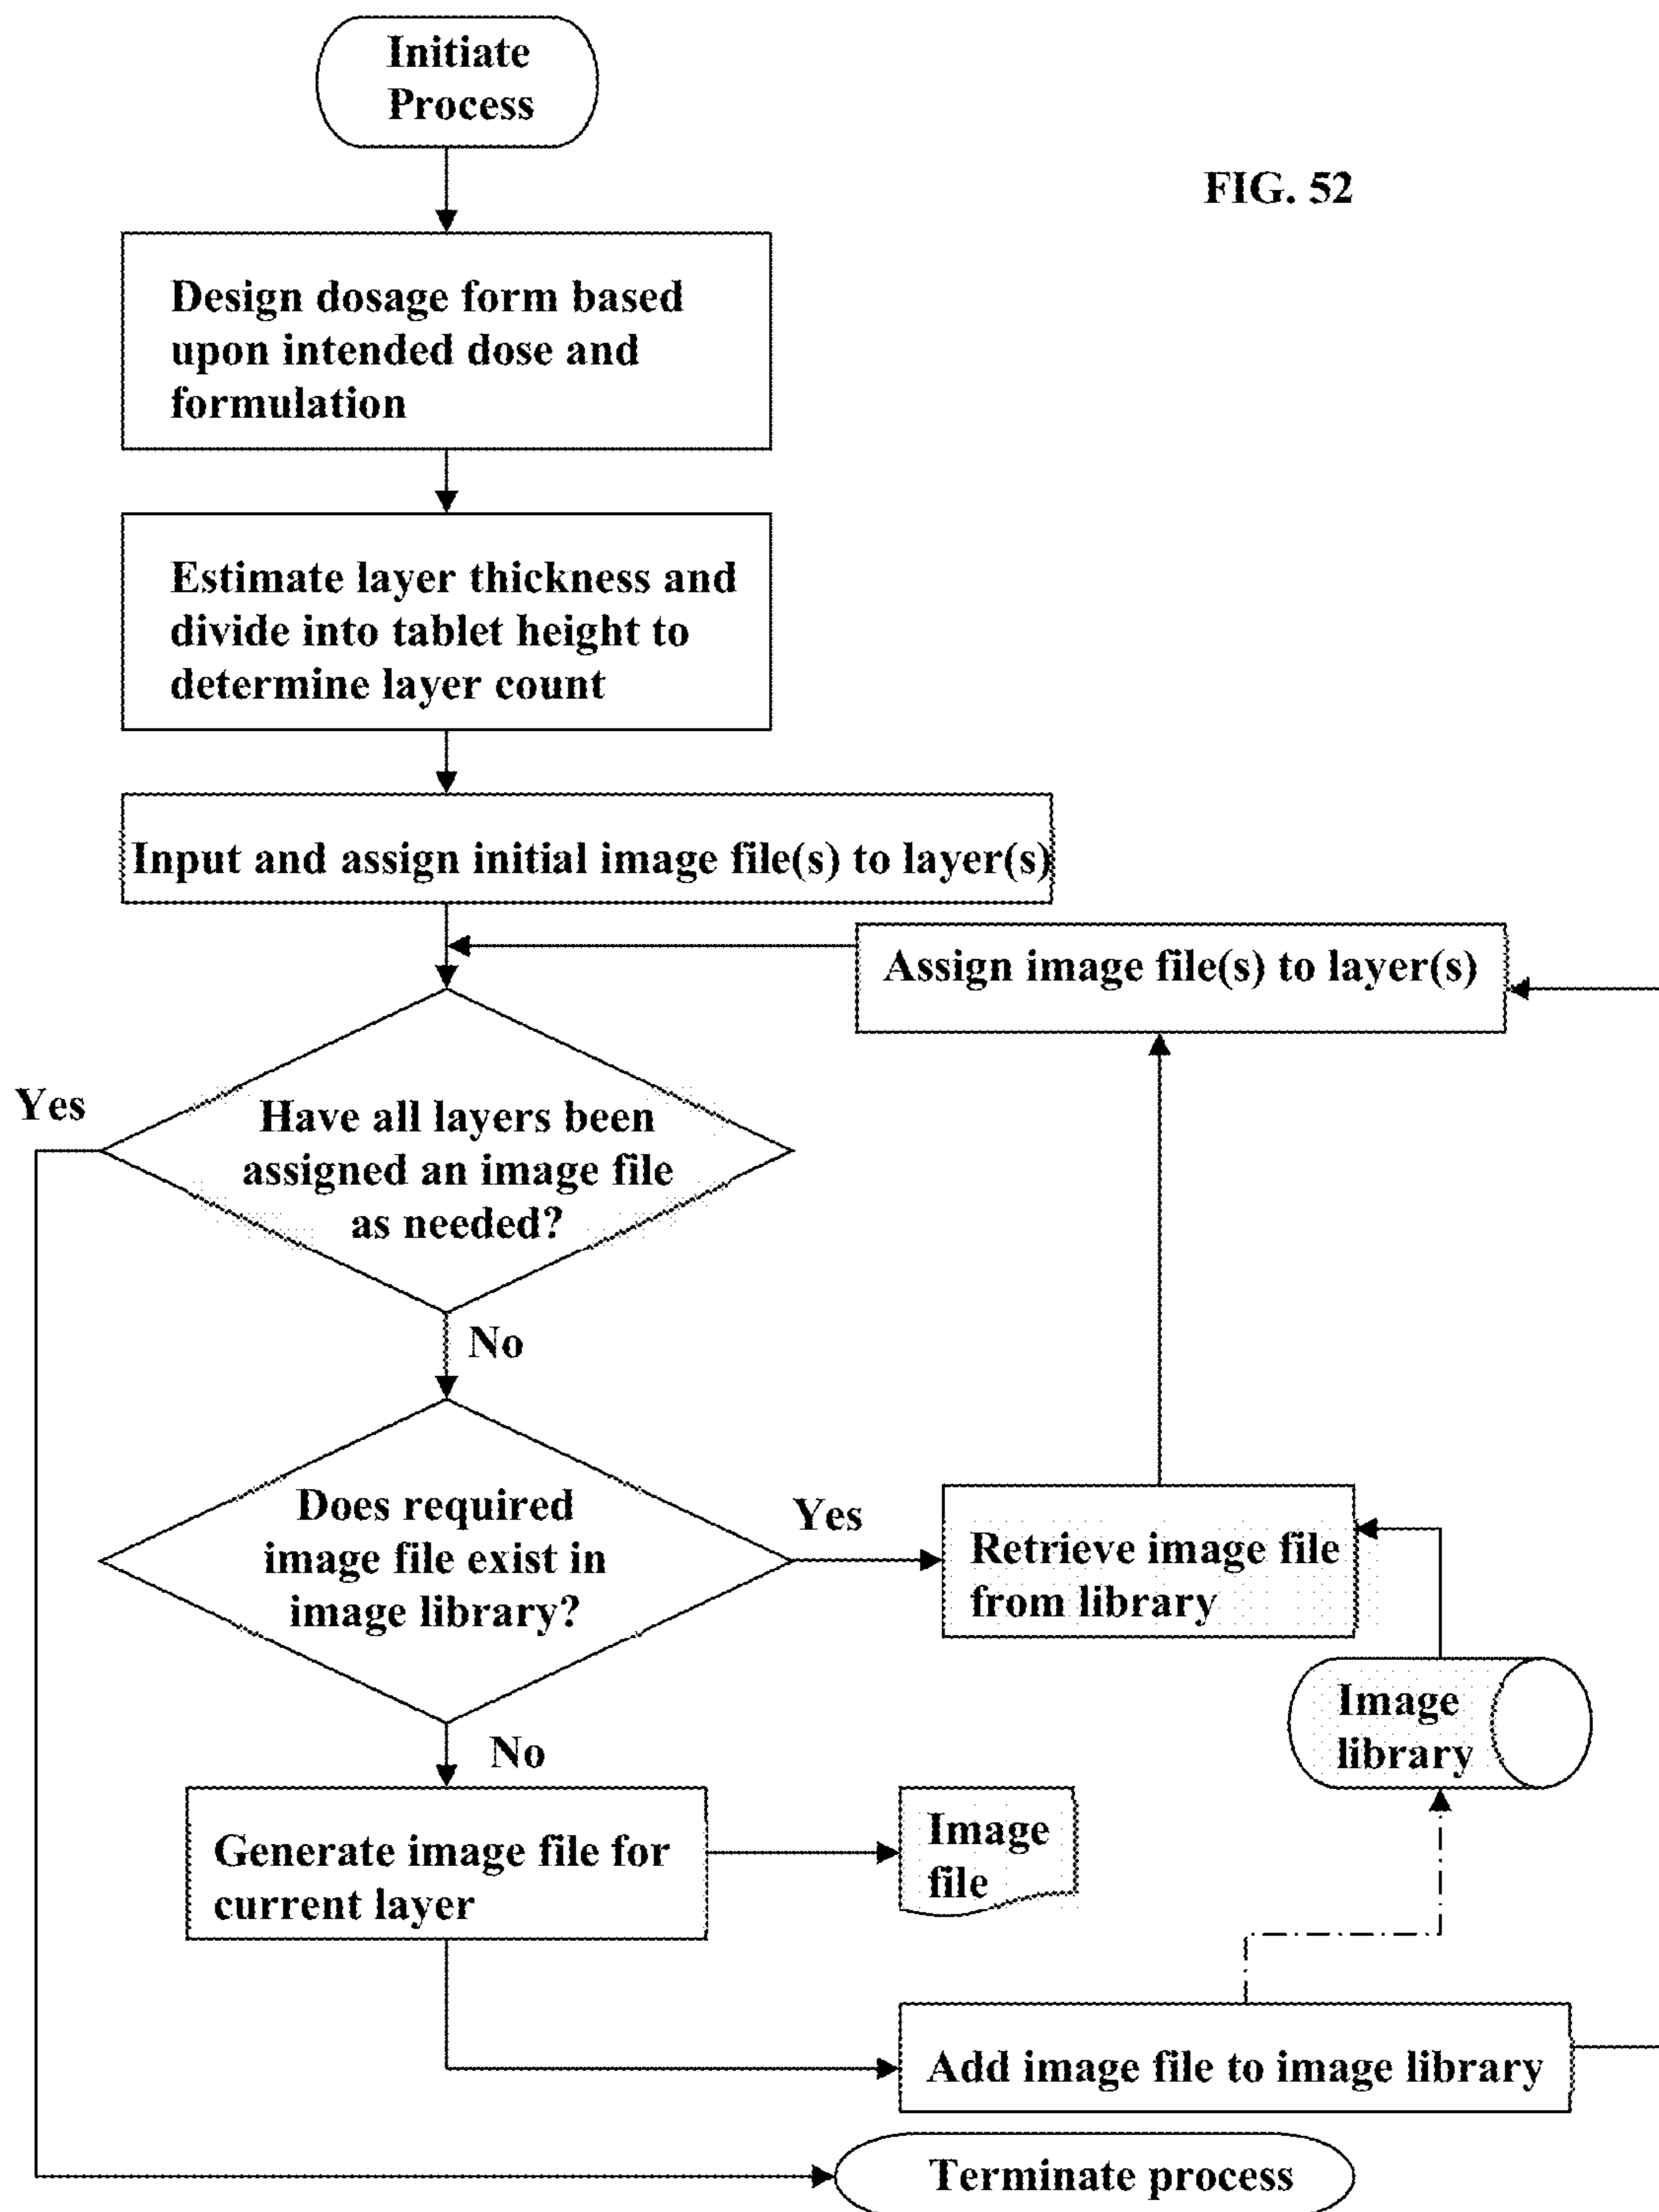 Initiate
Process
FIG. 52
Design dosage form based
upon intended dose and
formulation
Estimate layer thickness and
divide into tablet height to
determine layer count
Input and assign initial image file(s) to layer(s)
Assign image file(s) to layer(s)
Yes
Have all layers been
assigned an image file
as needed?
No
Does required
image file exist in
image library?
Yes
Retrieve image file
from library
Image
library
No
Generate image file for
current layer
Image
file
Add image file to image library
Terminate process